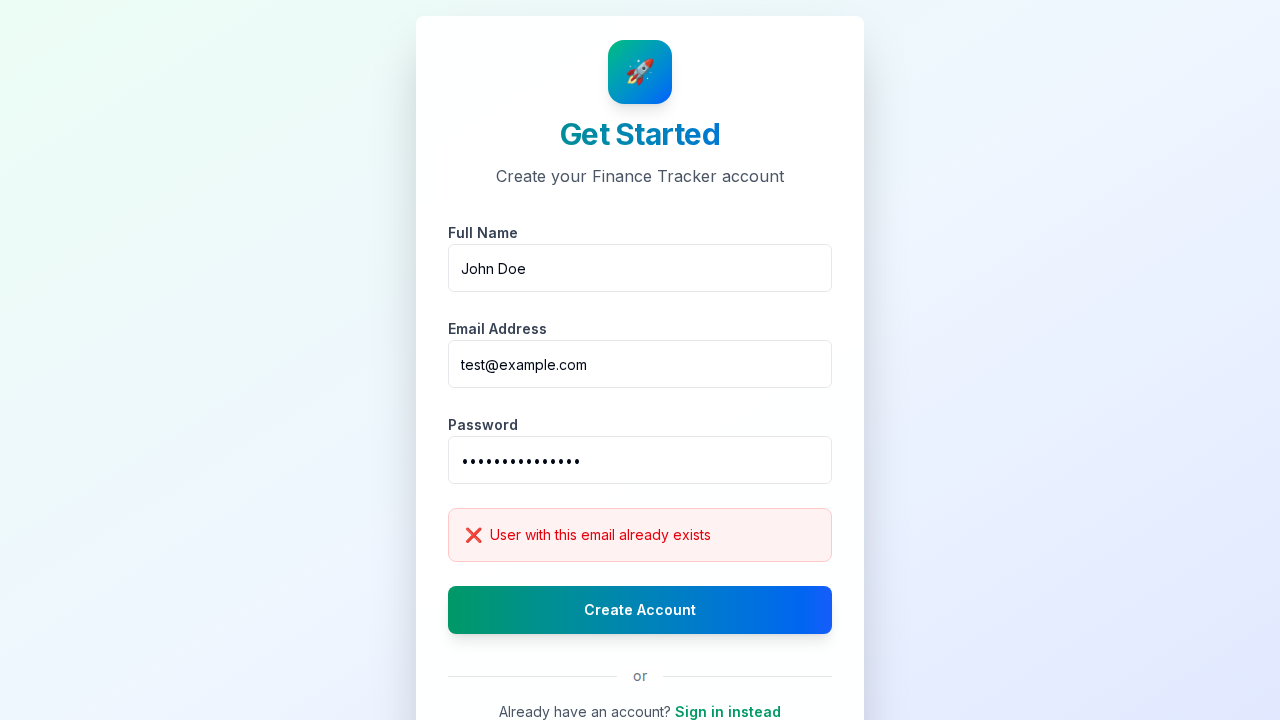 Get Started
Create your Finance Tracker account
Full Name
John Doe
Email Address
test@example.com
Password
•••••••••••••••
❌ User with this email already exists
Create Account
or
Already have an account? Sign in instead